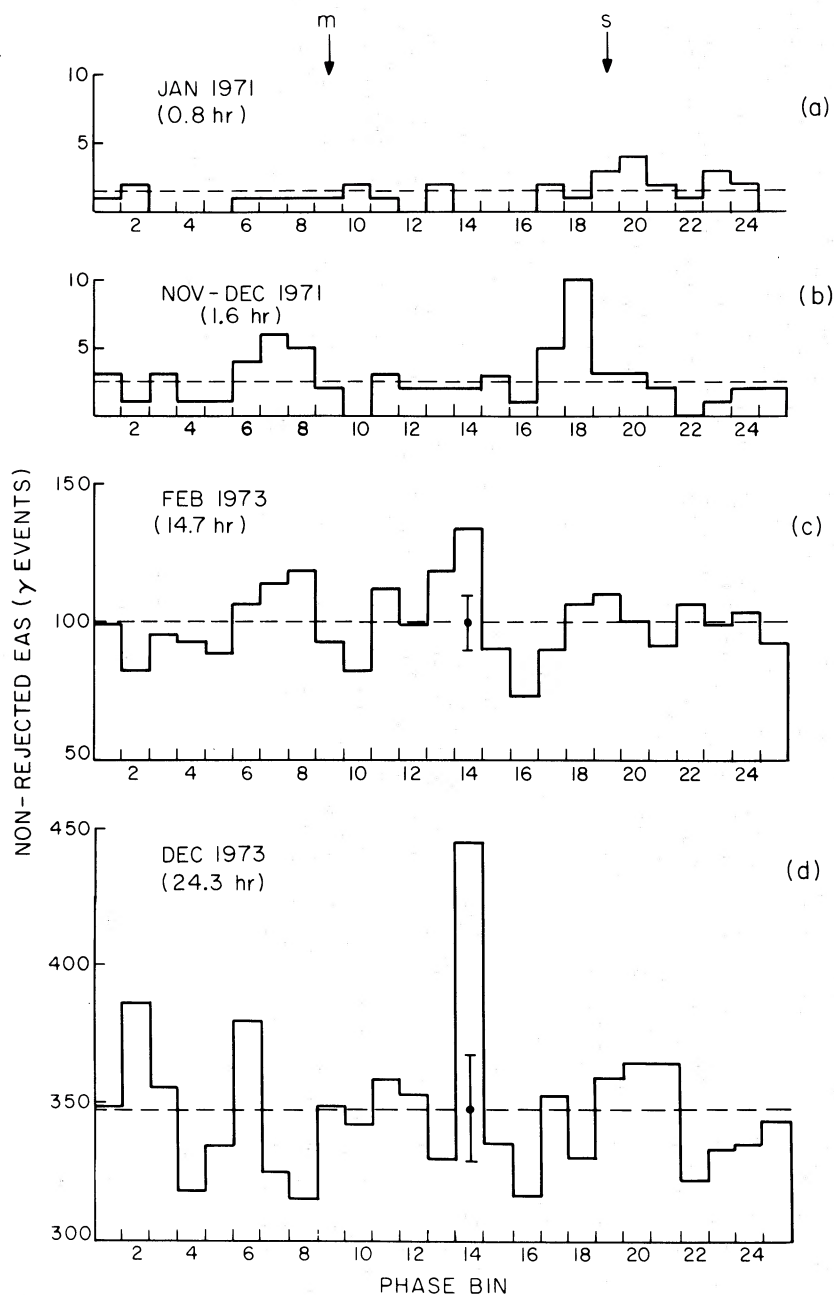 m s
10
5
JAN 1971
(0.8 hr)
(a)
2 4 6 8 10 12 14 16 18 20 22 24
10
5
NOV-DEC 1971
(1.6 hr)
(b)
2 4 6 8 10 12 14 16 18 20 22 24
NON-REJECTED EAS (γ EVENTS)
150
100
50
FEB 1973
(14.7 hr)
(c)
2 4 6 8 10 12 14 16 18 20 22 24
450
400
350
300
DEC 1973
(24.3 hr)
(d)
2 4 6 8 10 12 14 16 18 20 22 24
PHASE BIN